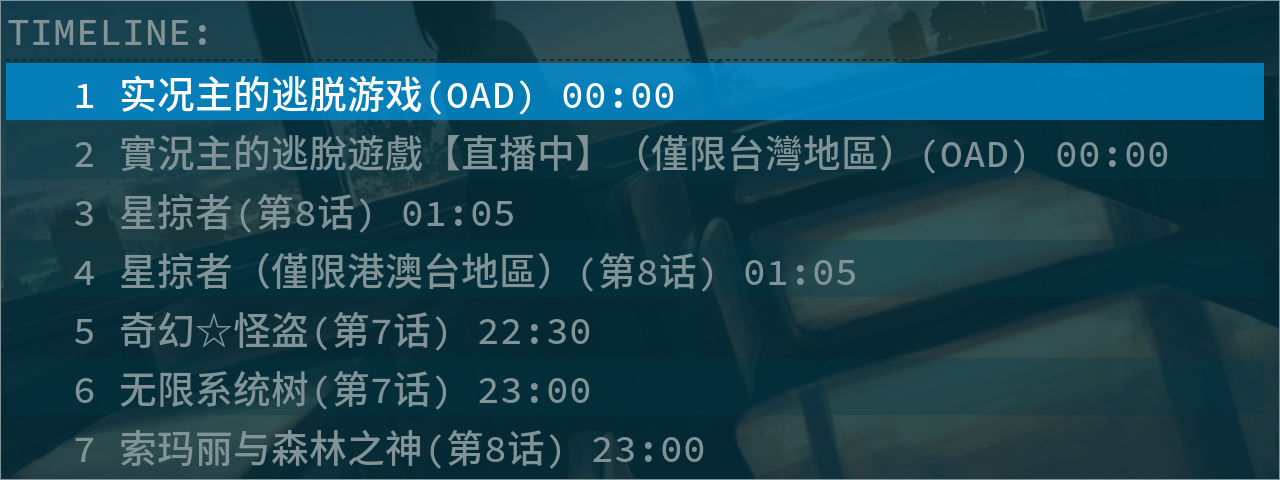 TIMELINE:
1 实况主的逃脱游戏(OAD) 00:00
2 實況主的逃脫遊戲【直播中】（僅限台灣地區）(OAD) 00:00
3 星掠者(第8话) 01:05
4 星掠者（僅限港澳台地區）(第8话) 01:05
5 奇幻☆怪盗(第7话) 22:30
6 无限系统树(第7话) 23:00
7 索玛丽与森林之神(第8话) 23:00